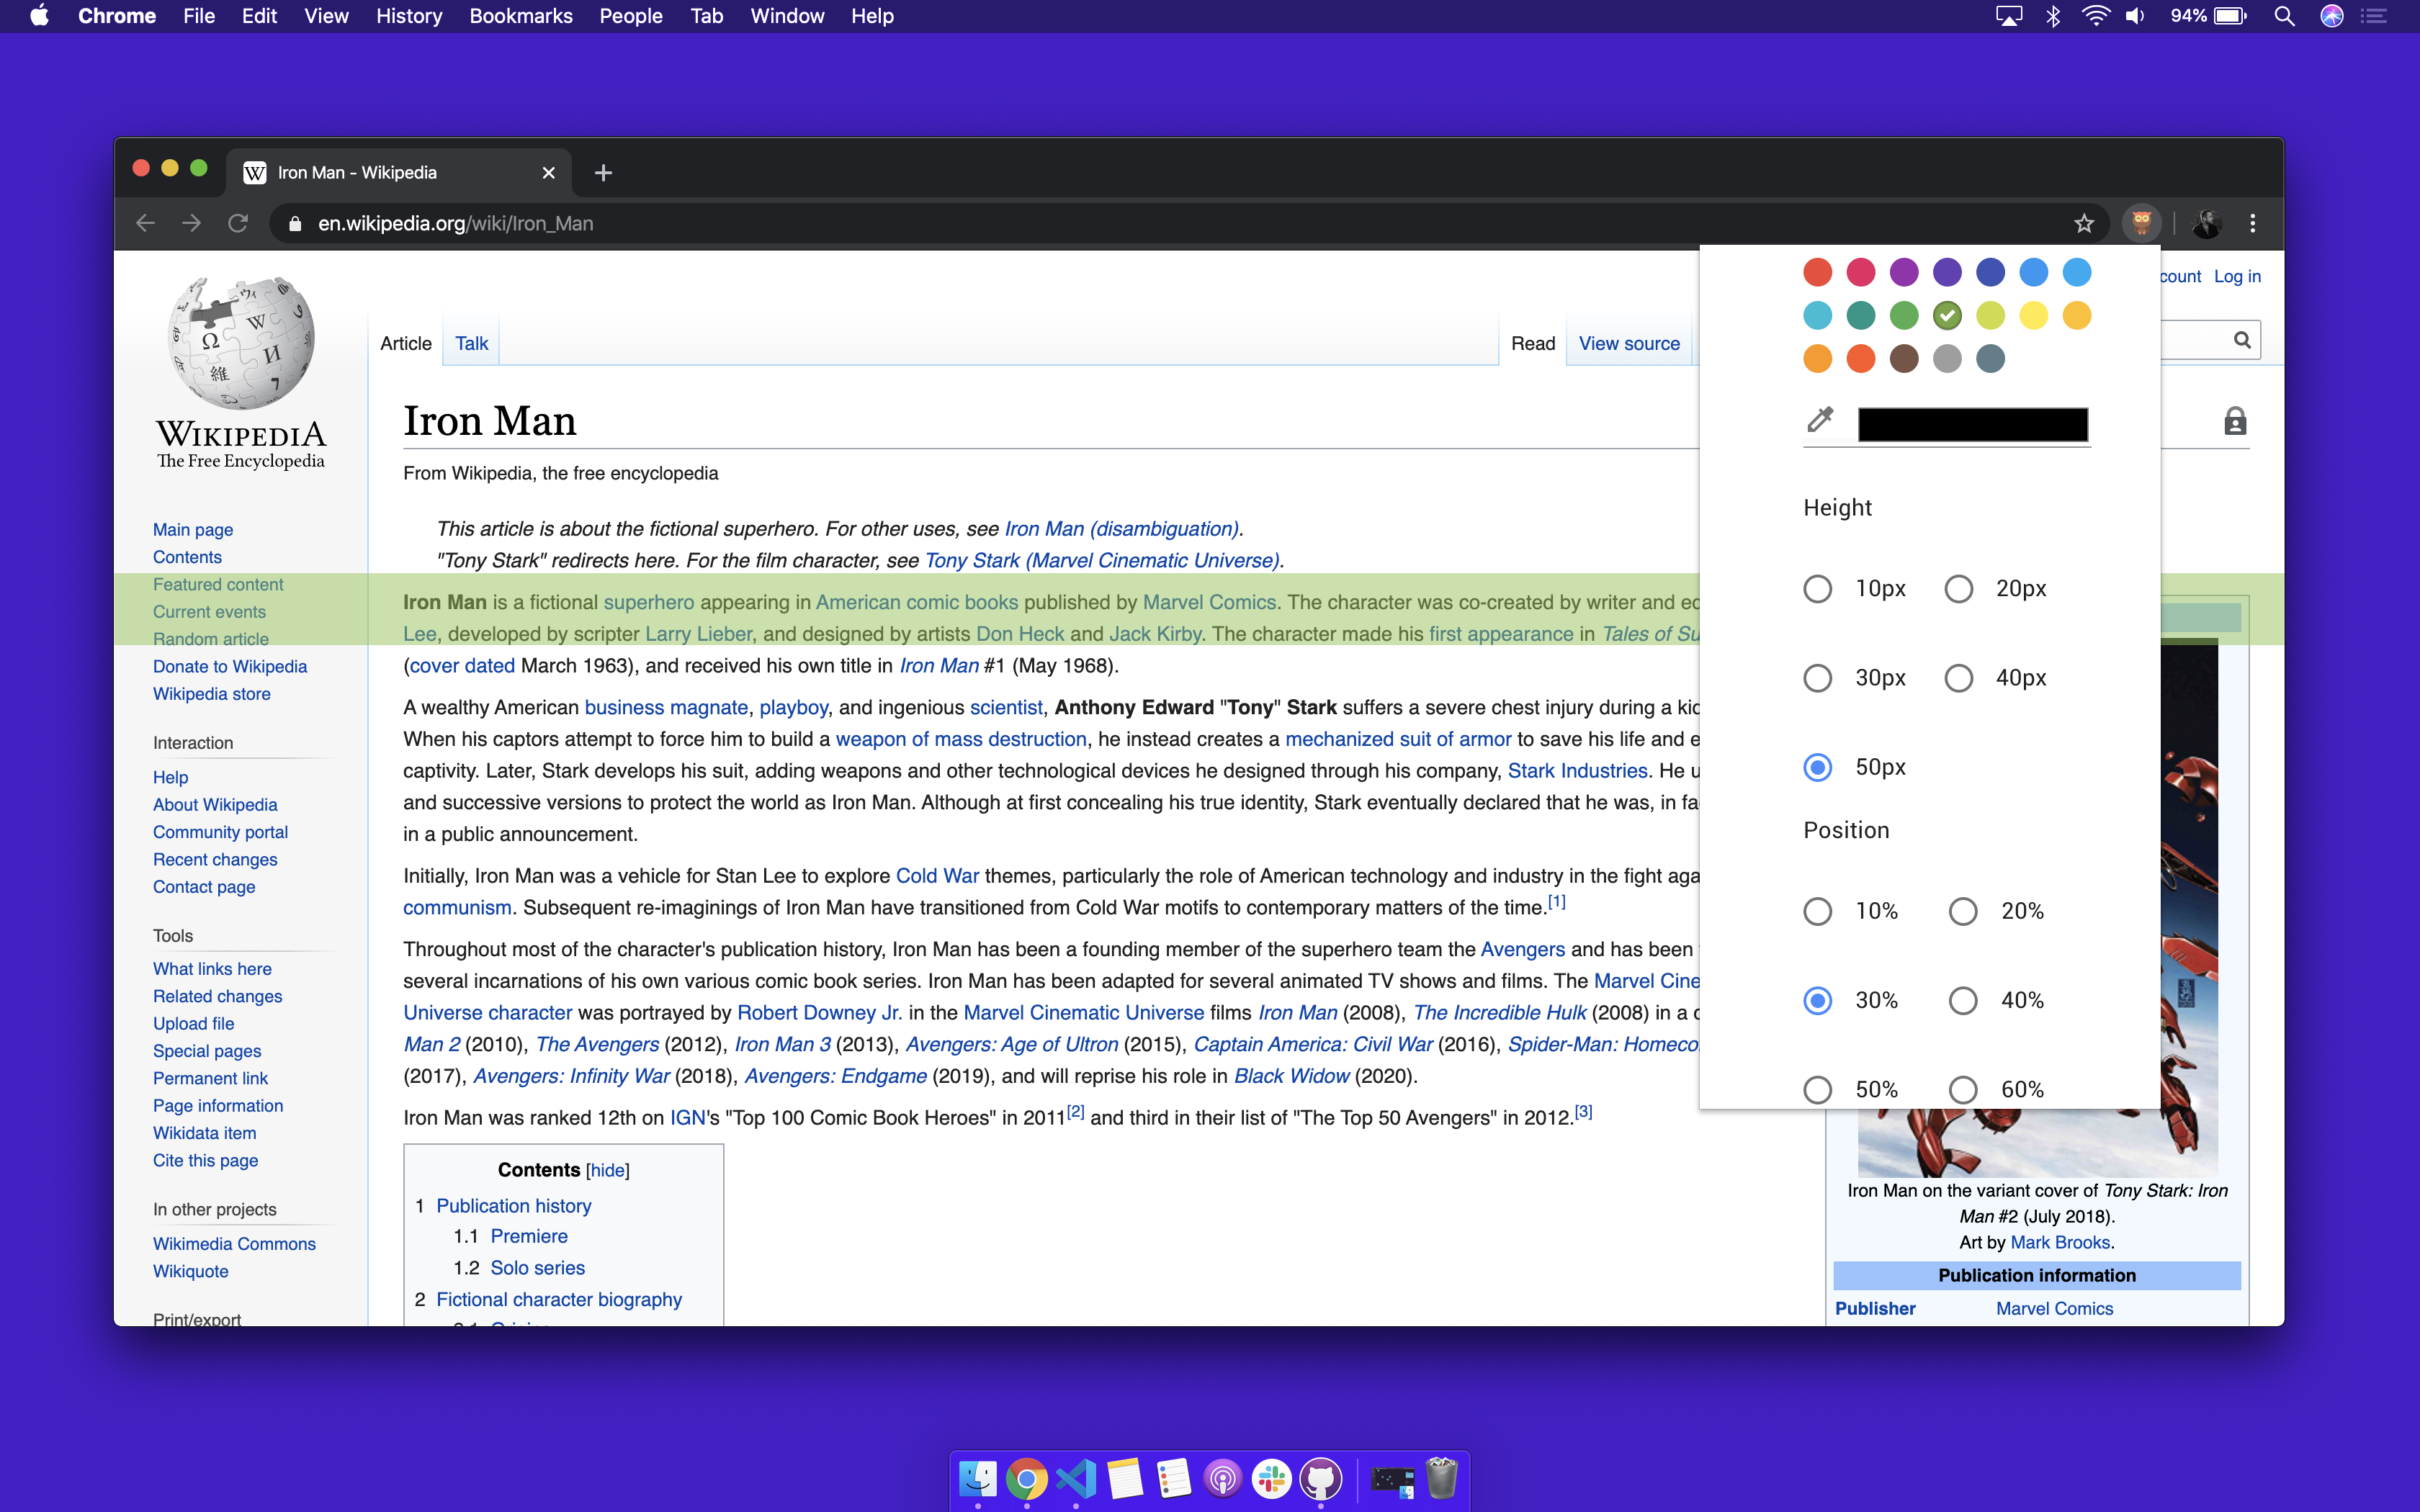 Chrome File Edit View History Bookmarks People Tab Window Help 94%
Iron Man - Wikipedia
en.wikipedia.org/wiki/Iron_Man
WIKIPEDIA
The Free Encyclopedia
Main page
Contents
Featured content
Current events
Random article
Donate to Wikipedia
Wikipedia store
Interaction
Help
About Wikipedia
Community portal
Recent changes
Contact page
Tools
What links here
Related changes
Upload file
Special pages
Permanent link
Page information
Wikidata item
Cite this page
In other projects
Wikimedia Commons
Wikiquote
Print/export
Article Talk Read View source
count Log in
Iron Man
From Wikipedia, the free encyclopedia
This article is about the fictional superhero. For other uses, see Iron Man (disambiguation).
"Tony Stark" redirects here. For the film character, see Tony Stark (Marvel Cinematic Universe).
Iron Man is a fictional superhero appearing in American comic books published by Marvel Comics. The character was co-created by writer and
Lee, developed by scripter Larry Lieber, and designed by artists Don Heck and Jack Kirby. The character made his first appearance in Tales of Su
(cover dated March 1963), and received his own title in Iron Man #1 (May 1968).
A wealthy American business magnate, playboy, and ingenious scientist, Anthony Edward "Tony" Stark suffers a severe chest injury during a
When his captors attempt to force him to build a weapon of mass destruction, he instead creates a mechanized suit of armor to save his life and
captivity. Later, Stark develops his suit, adding weapons and other technological devices he designed through his company, Stark Industries. He
and successive versions to protect the world as Iron Man. Although at first concealing his true identity, Stark eventually declared that he was, in fa
in a public announcement.
Initially, Iron Man was a vehicle for Stan Lee to explore Cold War themes, particularly the role of American technology and industry in the fight aga
communism. Subsequent re-imaginings of Iron Man have transitioned from Cold War motifs to contemporary matters of the time.[1]
Throughout most of the character's publication history, Iron Man has been a founding member of the superhero team the Avengers and has been
several incarnations of his own various comic book series. Iron Man has been adapted for several animated TV shows and films. The Marvel Cine
Universe character was portrayed by Robert Downey Jr. in the Marvel Cinematic Universe films Iron Man (2008), The Incredible Hulk (2008) in a
Man 2 (2010), The Avengers (2012), Iron Man 3 (2013), Avengers: Age of Ultron (2015), Captain America: Civil War (2016), Spider-Man: Homeco
(2017), Avengers: Infinity War (2018), Avengers: Endgame (2019), and will reprise his role in Black Widow (2020).
Iron Man was ranked 12th on IGN's "Top 100 Comic Book Heroes" in 2011[2] and third in their list of "The Top 50 Avengers" in 2012.[3]
Contents [hide]
1 Publication history
1.1 Premiere
1.2 Solo series
2 Fictional character biography
Height
10px 20px
30px 40px
50px
Position
10% 20%
30% 40%
50% 60%
Iron Man on the variant cover of Tony Stark: Iron
Man #2 (July 2018).
Art by Mark Brooks.
Publication information
Publisher Marvel Comics